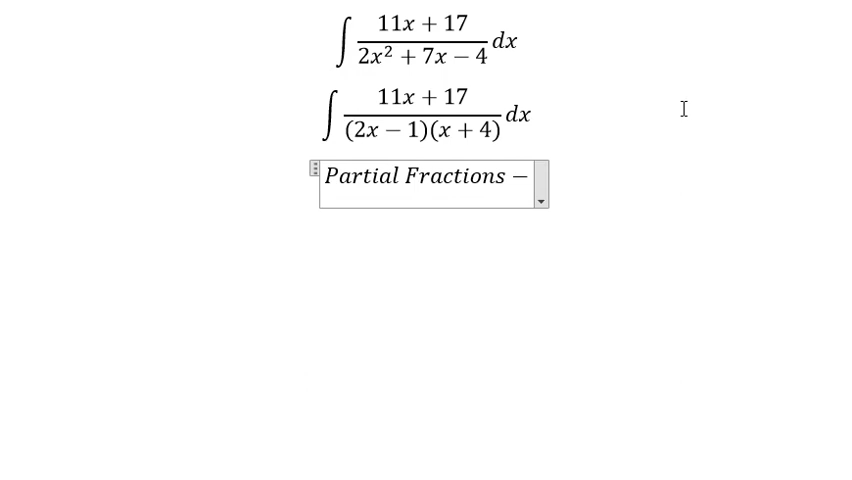 ∫ (11x + 17)/(2x² + 7x − 4) dx
∫ (11x + 17)/((2x − 1)(x + 4)) dx
Partial Fractions −